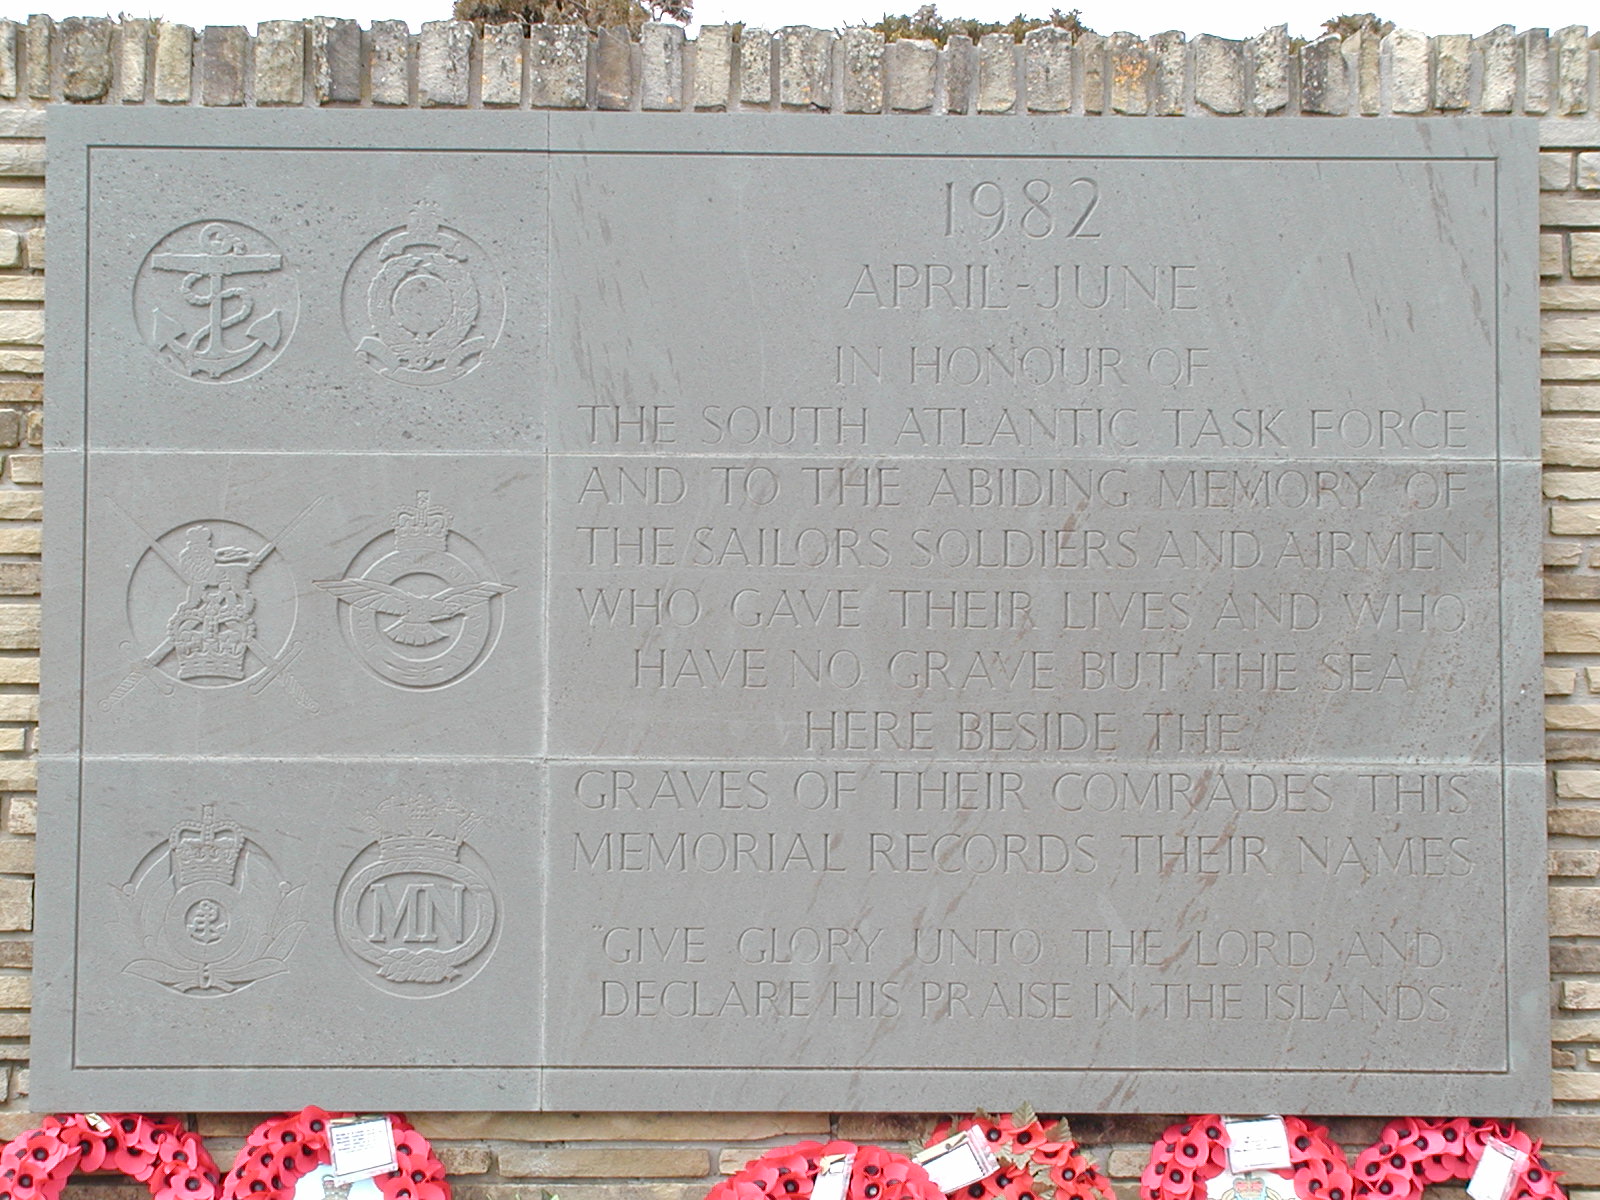 1982
APRIL-JUNE
IN HONOUR OF
THE SOUTH ATLANTIC TASK FORCE
AND TO THE ABIDING MEMORY OF
THE SAILORS SOLDIERS AND AIRMEN
WHO GAVE THEIR LIVES AND WHO
HAVE NO GRAVE BUT THE SEA
HERE BESIDE THE
GRAVES OF THEIR COMRADES THIS
MEMORIAL RECORDS THEIR NAMES
"GIVE GLORY UNTO THE LORD AND
DECLARE HIS PRAISE IN THE ISLANDS"
MN